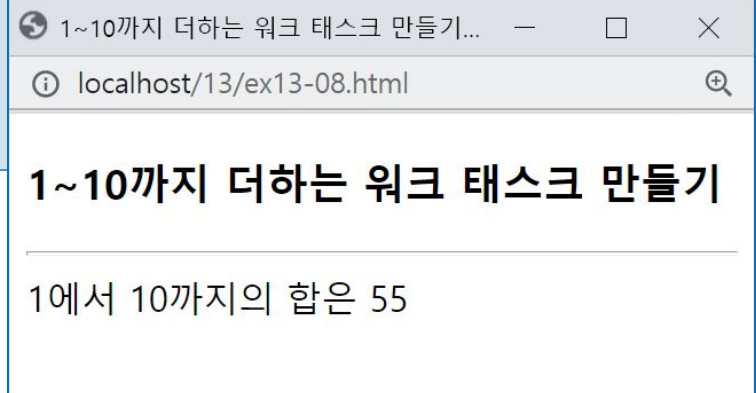 1~10까지 더하는 워크 태스크 만들기...
localhost/13/ex13-08.html
1~10까지 더하는 워크 태스크 만들기
1에서 10까지의 합은 55